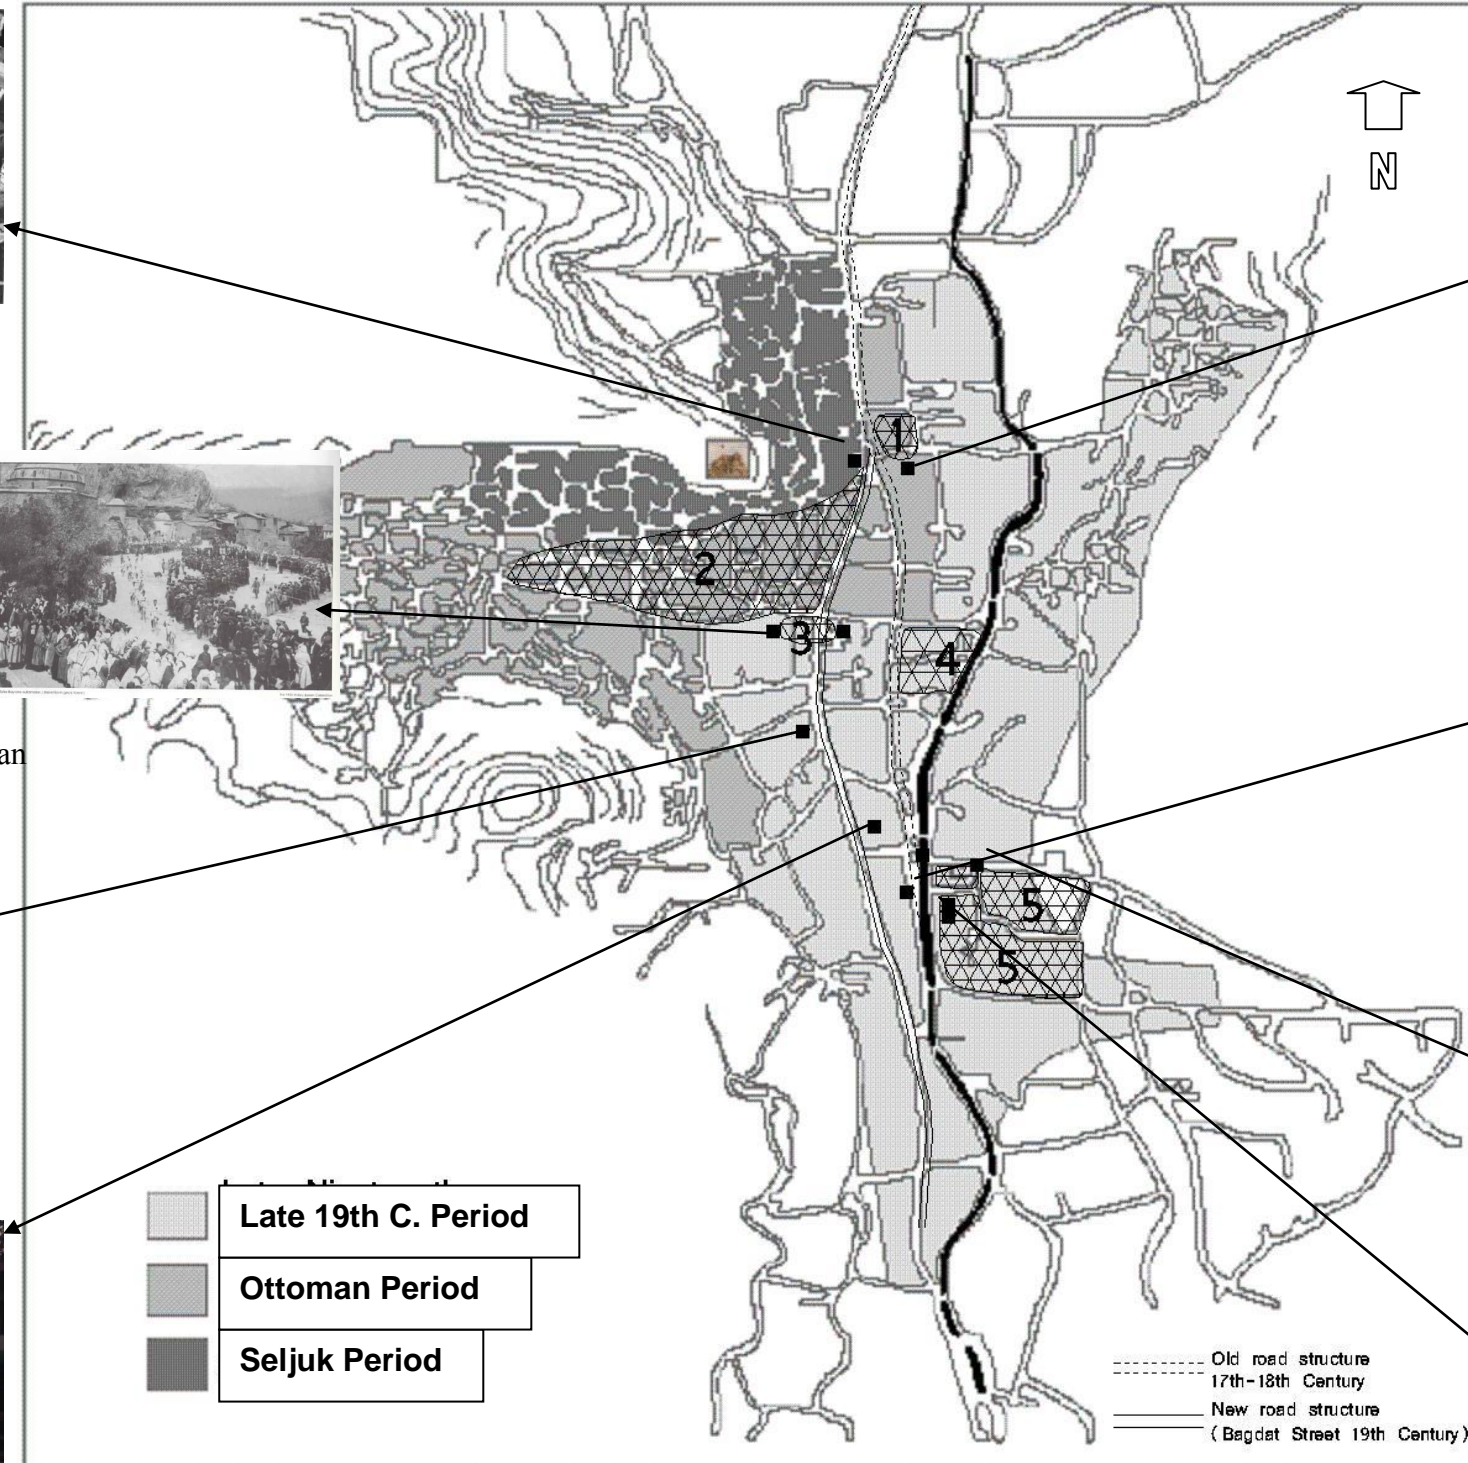 N
1
2
3
4
5
5
an
Late 19th C. Period
Ottoman Period
Seljuk Period
Old road structure
17th-18th Century
New road structure
(Bagdat Street 19th Century)